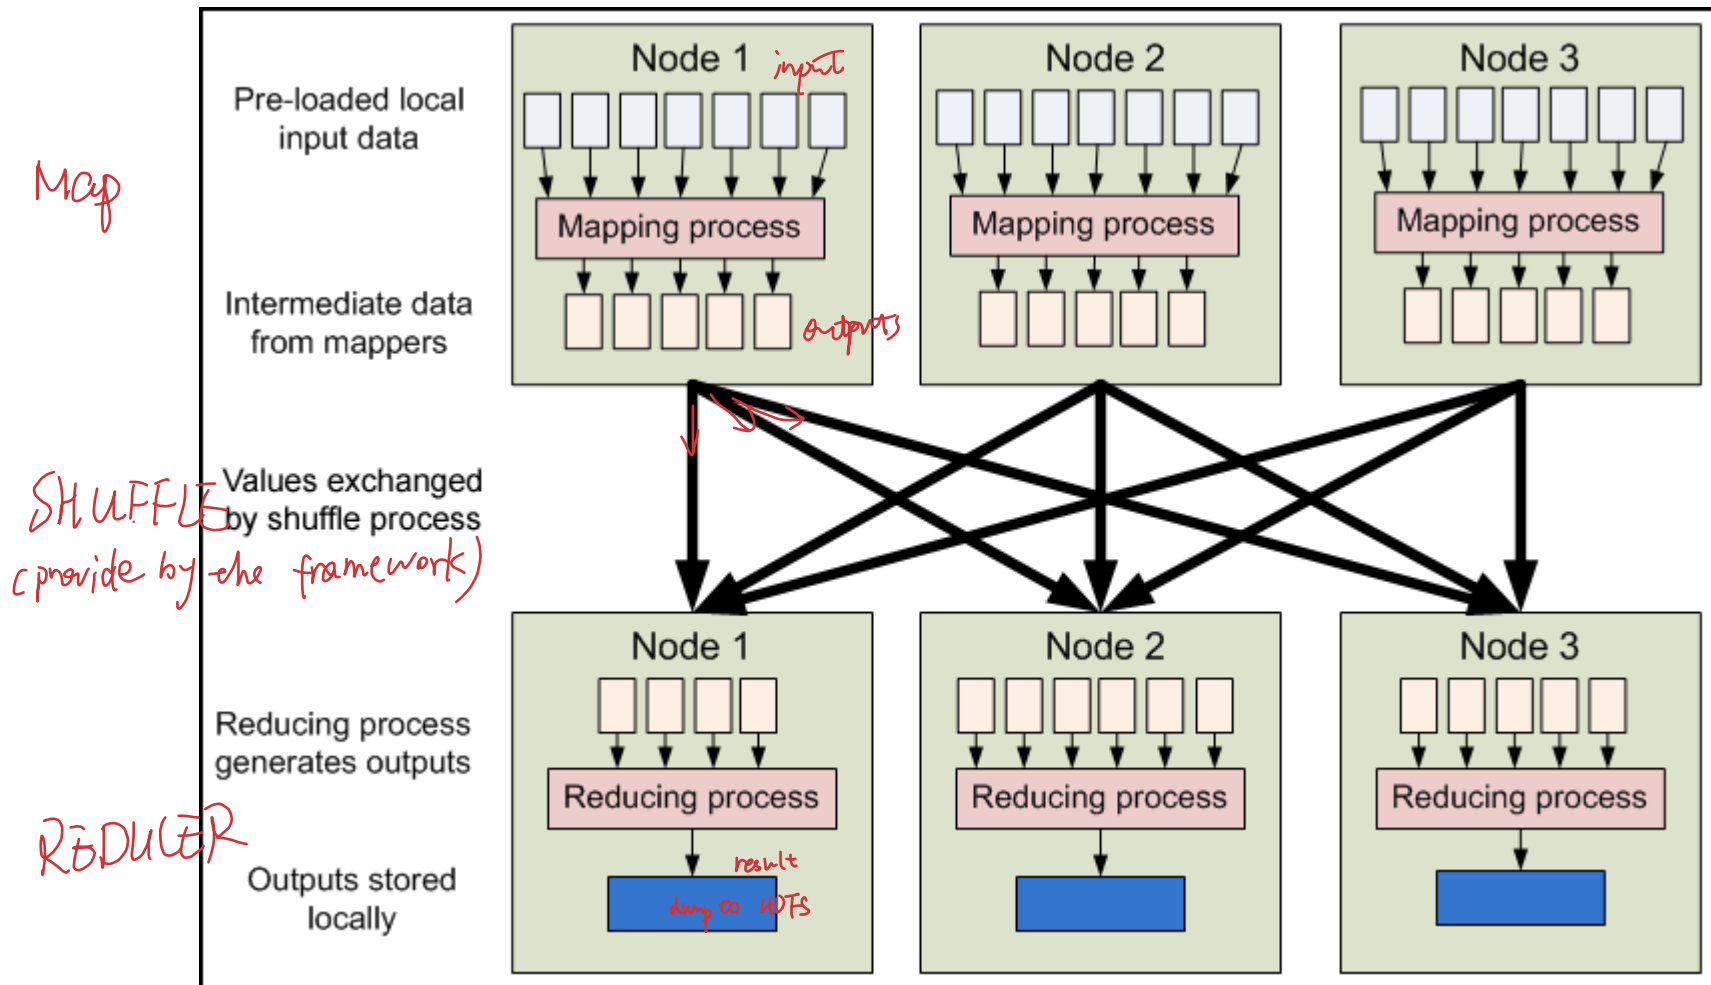 Node 1
input
Node 2
Node 3
Pre-loaded local
input data
Map
Mapping process
Mapping process
Mapping process
Intermediate data
from mappers
outputs
SHUFFLE
Values exchanged
by shuffle process
(provide by the framework)
Node 1
Node 2
Node 3
Reducing process
generates outputs
Reducing process
Reducing process
Reducing process
REDUCER
result
Outputs stored
locally
dump to HDFS